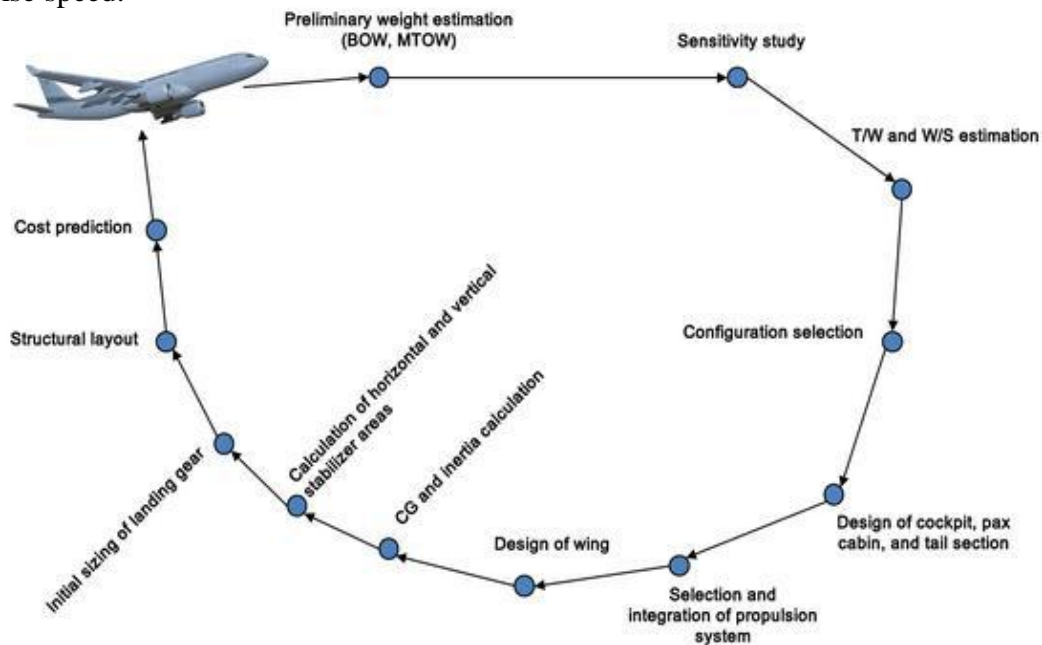 ise speed.
Preliminary weight estimation
(BOW, MTOW)
Sensitivity study
T/W and W/S estimation
Configuration selection
Design of cockpit, pax
cabin, and tail section
Selection and
integration of propulsion
system
Design of wing
CG and inertia calculation
Calculation of horizontal and vertical
stabilizer areas
Initial sizing of landing gear
Structural layout
Cost prediction